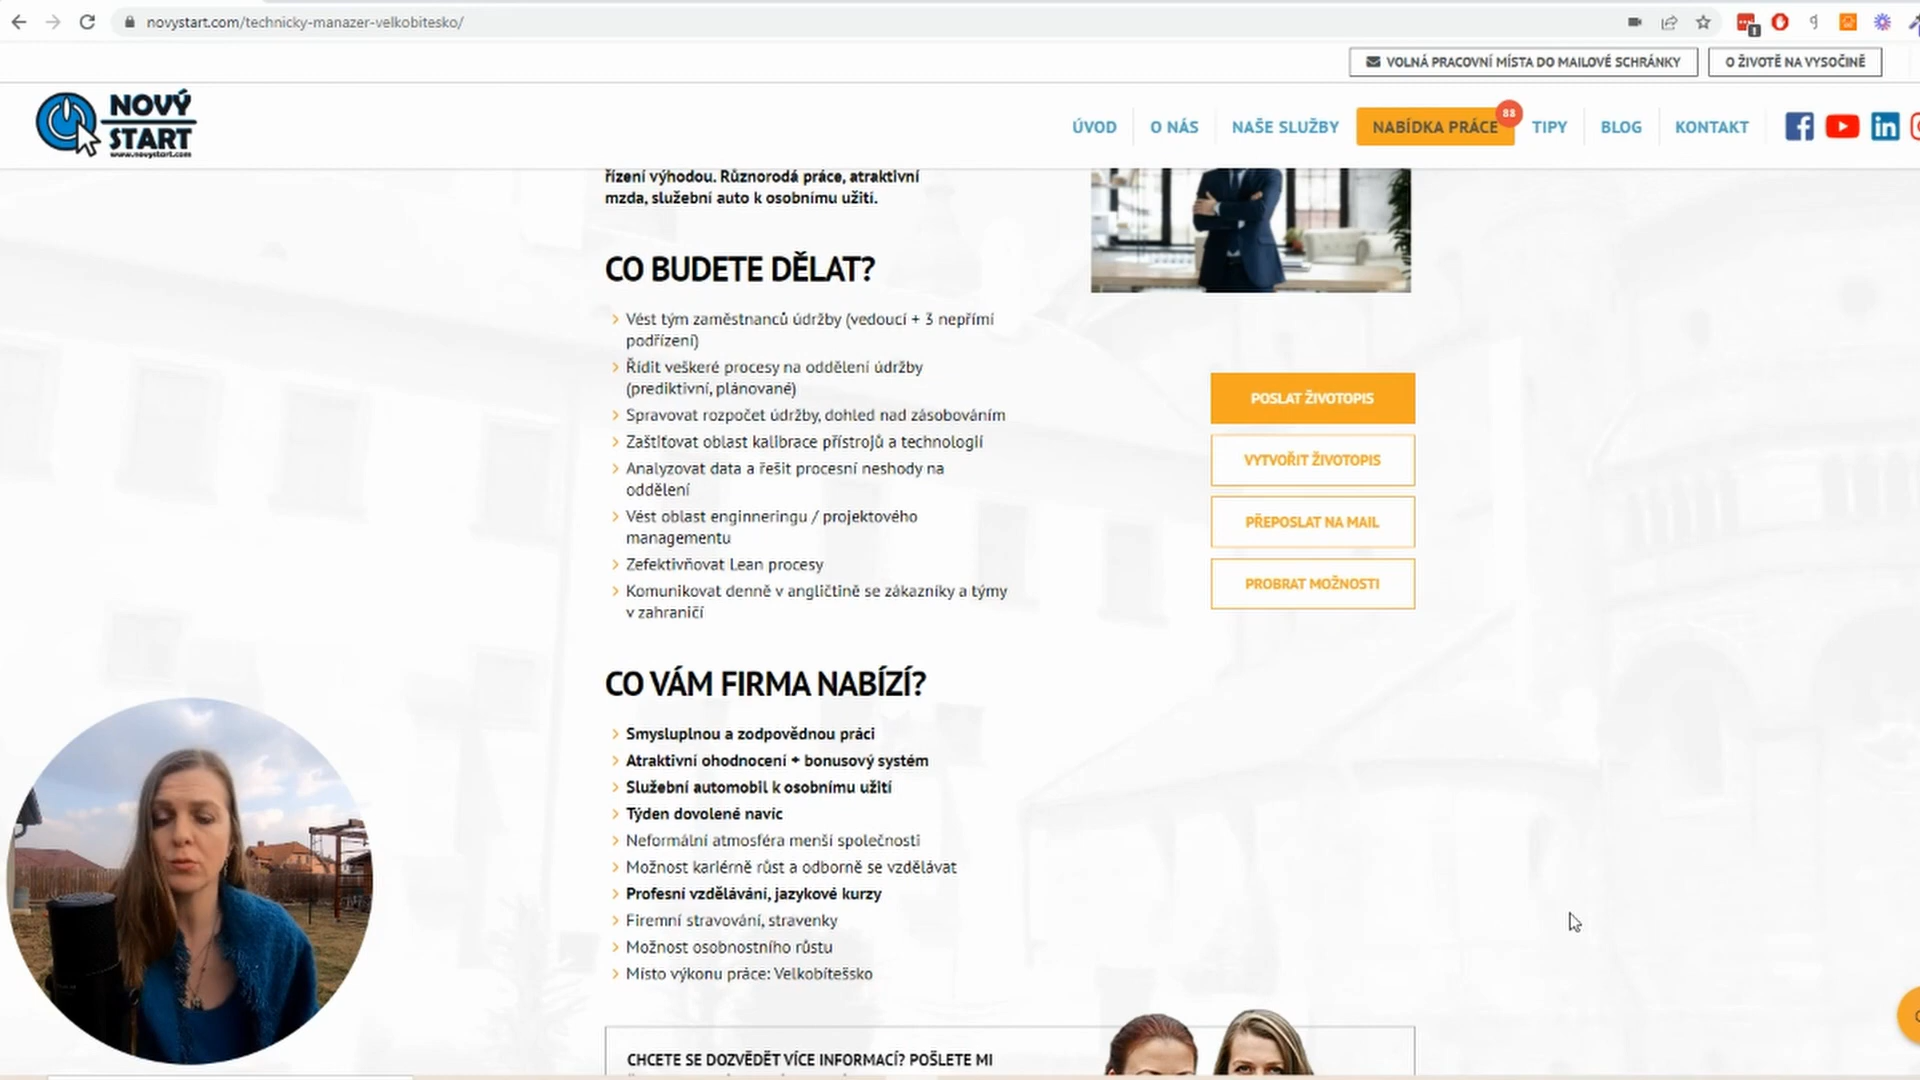 novystart.com/technicky-manazer-velkobitesko/
VOLNÁ PRACOVNÍ MÍSTA DO MAILOVÉ SCHRÁNKY
O ŽIVOTĚ NA VYSOČINĚ
NOVÝ
START
www.novystart.com
ÚVOD
O NÁS
NAŠE SLUŽBY
NABÍDKA PRÁCE
88
TIPY
BLOG
KONTAKT
řízení výhodou. Různorodá práce, atraktivní
mzda, služební auto k osobnímu užití.
CO BUDETE DĚLAT?
Vést tým zaměstnanců údržby (vedoucí + 3 nepřímí
podřízení)
Řídit veškeré procesy na oddělení údržby
(prediktivní, plánované)
Spravovat rozpočet údržby, dohled nad zásobováním
Zaštiťovat oblast kalibrace přístrojů a technologií
Analyzovat data a řešit procesní neshody na
oddělení
Vést oblast enginneringu / projektového
managementu
Zefektivňovat Lean procesy
Komunikovat denně v angličtině se zákazníky a týmy
v zahraničí
POSLAT ŽIVOTOPIS
VYTVOŘIT ŽIVOTOPIS
PŘEPOSLAT NA MAIL
PROBRAT MOŽNOSTI
CO VÁM FIRMA NABÍZÍ?
Smysluplnou a zodpovědnou práci
Atraktivní ohodnocení + bonusový systém
Služební automobil k osobnímu užití
Týden dovolené navíc
Neformální atmosféra menší společnosti
Možnost kariérně růst a odborně se vzdělávat
Profesní vzdělávání, jazykové kurzy
Firemní stravování, stravenky
Možnost osobnostního růstu
Místo výkonu práce: Velkobítešsko
CHCETE SE DOZVĚDĚT VÍCE INFORMACÍ? POŠLETE MI